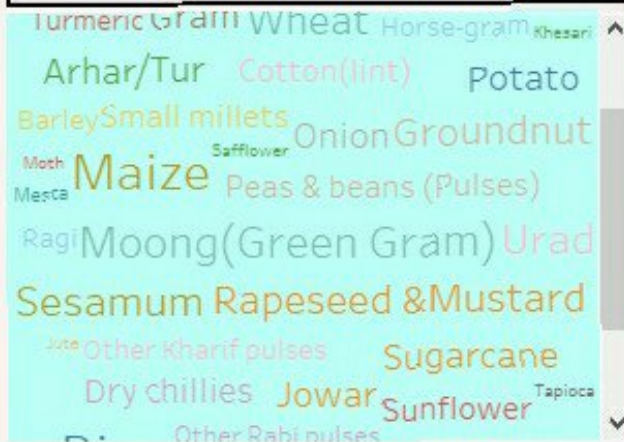 Turmeric Gram Wheat Horse-gram Khesari
Arhar/Tur Cotton(lint) Potato
Barley Small millets Onion Groundnut
Moth Maize Safflower Peas & beans (Pulses)
Mesta
Ragi Moong(Green Gram) Urad
Sesamum Rapeseed &Mustard
Jute Other Kharif pulses Sugarcane
Dry chillies Jowar Sunflower Tapioca
Other Rabi pulses